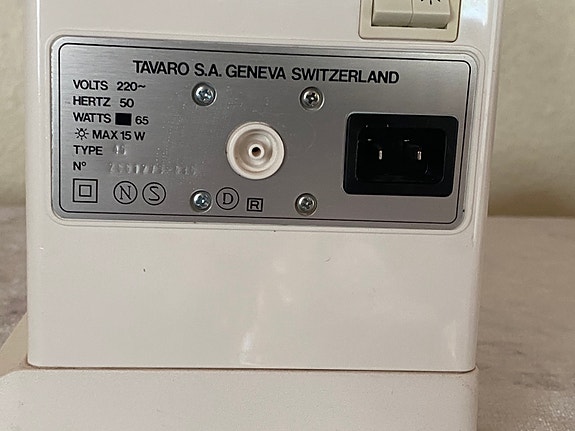 TAVARO S.A. GENEVA SWITZERLAND
VOLTS 220~
HERTZ 50
WATTS 65
MAX 15 W
TYPE
N°
N S D R